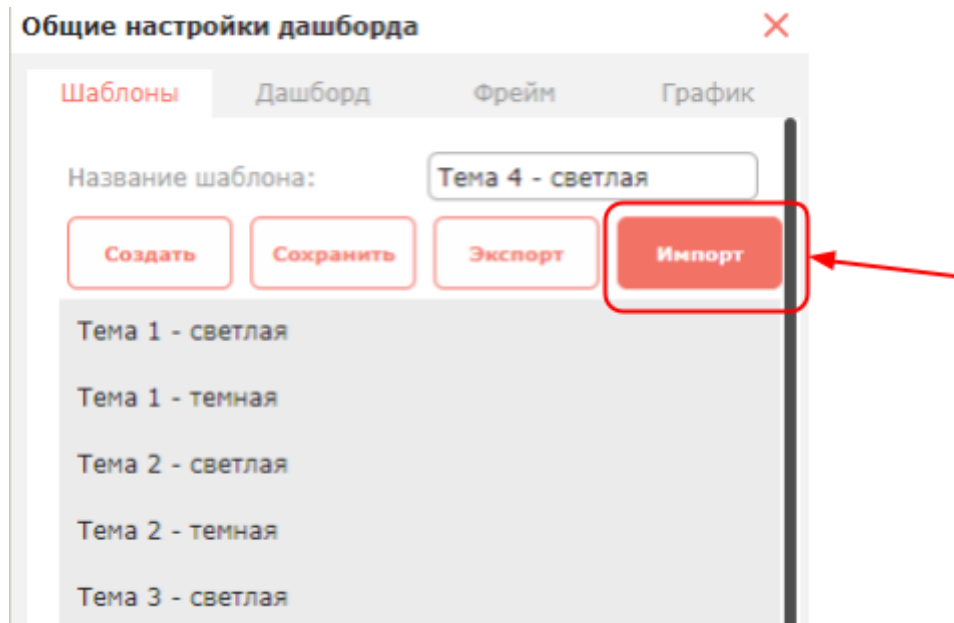 Общие настройки дашборда
Шаблоны Дашборд Фрейм График
Название шаблона: Тема 4 - светлая
Создать Сохранить Экспорт Импорт
Тема 1 - светлая
Тема 1 - темная
Тема 2 - светлая
Тема 2 - темная
Тема 3 - светлая